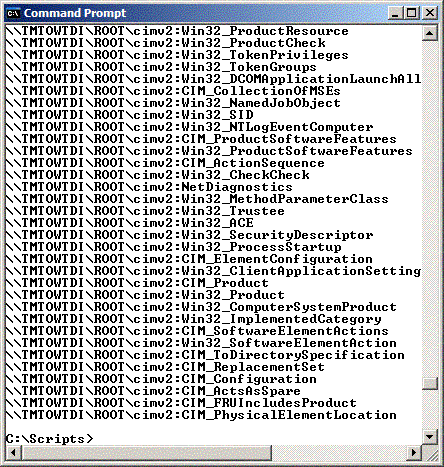 Command Prompt
\\TMTOWTDI\ROOT\cimv2:Win32_ProductResource
\\TMTOWTDI\ROOT\cimv2:Win32_ProductCheck
\\TMTOWTDI\ROOT\cimv2:Win32_TokenPrivileges
\\TMTOWTDI\ROOT\cimv2:Win32_TokenGroups
\\TMTOWTDI\ROOT\cimv2:Win32_DCOMApplicationLaunchAll
\\TMTOWTDI\ROOT\cimv2:CIM_CollectionOfMSEs
\\TMTOWTDI\ROOT\cimv2:Win32_NamedJobObject
\\TMTOWTDI\ROOT\cimv2:Win32_SID
\\TMTOWTDI\ROOT\cimv2:Win32_NTLogEventComputer
\\TMTOWTDI\ROOT\cimv2:CIM_ProductSoftwareFeatures
\\TMTOWTDI\ROOT\cimv2:Win32_ProductSoftwareFeatures
\\TMTOWTDI\ROOT\cimv2:CIM_ActionSequence
\\TMTOWTDI\ROOT\cimv2:Win32_CheckCheck
\\TMTOWTDI\ROOT\cimv2:NetDiagnostics
\\TMTOWTDI\ROOT\cimv2:Win32_MethodParameterClass
\\TMTOWTDI\ROOT\cimv2:Win32_Trustee
\\TMTOWTDI\ROOT\cimv2:Win32_ACE
\\TMTOWTDI\ROOT\cimv2:Win32_SecurityDescriptor
\\TMTOWTDI\ROOT\cimv2:Win32_ProcessStartup
\\TMTOWTDI\ROOT\cimv2:CIM_ElementConfiguration
\\TMTOWTDI\ROOT\cimv2:Win32_ClientApplicationSetting
\\TMTOWTDI\ROOT\cimv2:CIM_Product
\\TMTOWTDI\ROOT\cimv2:Win32_Product
\\TMTOWTDI\ROOT\cimv2:Win32_ComputerSystemProduct
\\TMTOWTDI\ROOT\cimv2:Win32_ImplementedCategory
\\TMTOWTDI\ROOT\cimv2:CIM_SoftwareElementActions
\\TMTOWTDI\ROOT\cimv2:Win32_SoftwareElementAction
\\TMTOWTDI\ROOT\cimv2:CIM_ToDirectorySpecification
\\TMTOWTDI\ROOT\cimv2:CIM_ReplacementSet
\\TMTOWTDI\ROOT\cimv2:CIM_Configuration
\\TMTOWTDI\ROOT\cimv2:CIM_ActsAsSpare
\\TMTOWTDI\ROOT\cimv2:CIM_FRUIncludesProduct
\\TMTOWTDI\ROOT\cimv2:CIM_PhysicalElementLocation
C:\Scripts>